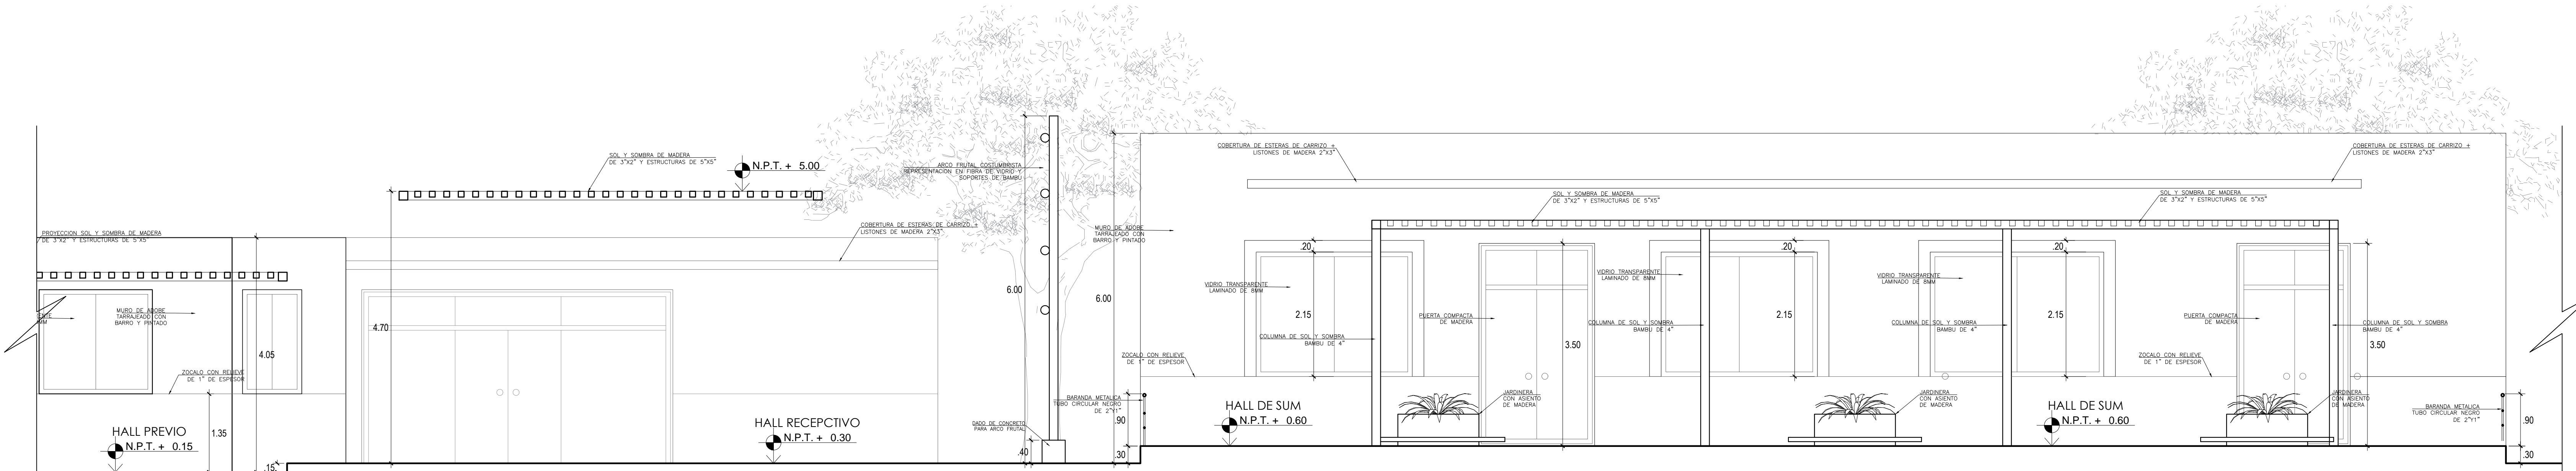 PROYECCIÓN SOL Y SOMBRA DE MADERA
DE 3"X2" Y ESTRUCTURAS DE 5"X5"
MURO DE ADOBE
TARRAJEADO CON
BARRO Y PINTADO
4.05
ZOCALO CON RELIEVE
DE 1" DE ESPESOR
HALL PREVIO
N.P.T. + 0.15
1.35
.15
SOL Y SOMBRA DE MADERA
DE 3"X2" Y ESTRUCTURAS DE 5"X5"
N.P.T. + 5.00
4.70
COBERTURA DE ESTERAS DE CARRIZO +
LISTONES DE MADERA 2"X3"
HALL RECEPCTIVO
N.P.T. + 0.30
ARCO FRUTAL COSTUMBRISTA
REPRESENTACION EN FIBRA DE VIDRIO Y
SOPORTES DE BAMBU
6.00
DADO DE CONCRETO
PARA ARCO FRUTAL
.40
6.00
MURO DE ADOBE
TARRAJEADO CON
BARRO Y PINTADO
ZOCALO CON RELIEVE
DE 1" DE ESPESOR
BARANDA METALICA
TUBO CIRCULAR NEGRO
DE 2"Y1"
.90
.30
COBERTURA DE ESTERAS DE CARRIZO +
LISTONES DE MADERA 2"X3"
.20
VIDRIO TRANSPARENTE
LAMINADO DE 8MM
2.15
COLUMNA DE SOL Y SOMBRA
BAMBU DE 4"
HALL DE SUM
N.P.T. + 0.60
SOL Y SOMBRA DE MADERA
DE 3"X2" Y ESTRUCTURAS DE 5"X5"
PUERTA COMPACTA
DE MADERA
3.50
JARDINERA
CON ASIENTO
DE MADERA
VIDRIO TRANSPARENTE
LAMINADO DE 8MM
COLUMNA DE SOL Y SOMBRA
BAMBU DE 4"
.20
2.15
VIDRIO TRANSPARENTE
LAMINADO DE 8MM
COLUMNA DE SOL Y SOMBRA
BAMBU DE 4"
JARDINERA
CON ASIENTO
DE MADERA
.20
2.15
HALL DE SUM
N.P.T. + 0.60
SOL Y SOMBRA DE MADERA
DE 3"X2" Y ESTRUCTURAS DE 5"X5"
PUERTA COMPACTA
DE MADERA
ZOCALO CON RELIEVE
DE 1" DE ESPESOR
COBERTURA DE ESTERAS DE CARRIZO +
LISTONES DE MADERA 2"X3"
COLUMNA DE SOL Y SOMBRA
BAMBU DE 4"
3.50
JARDINERA
CON ASIENTO
DE MADERA
BARANDA METALICA
TUBO CIRCULAR NEGRO
DE 2"Y1"
.90
.30